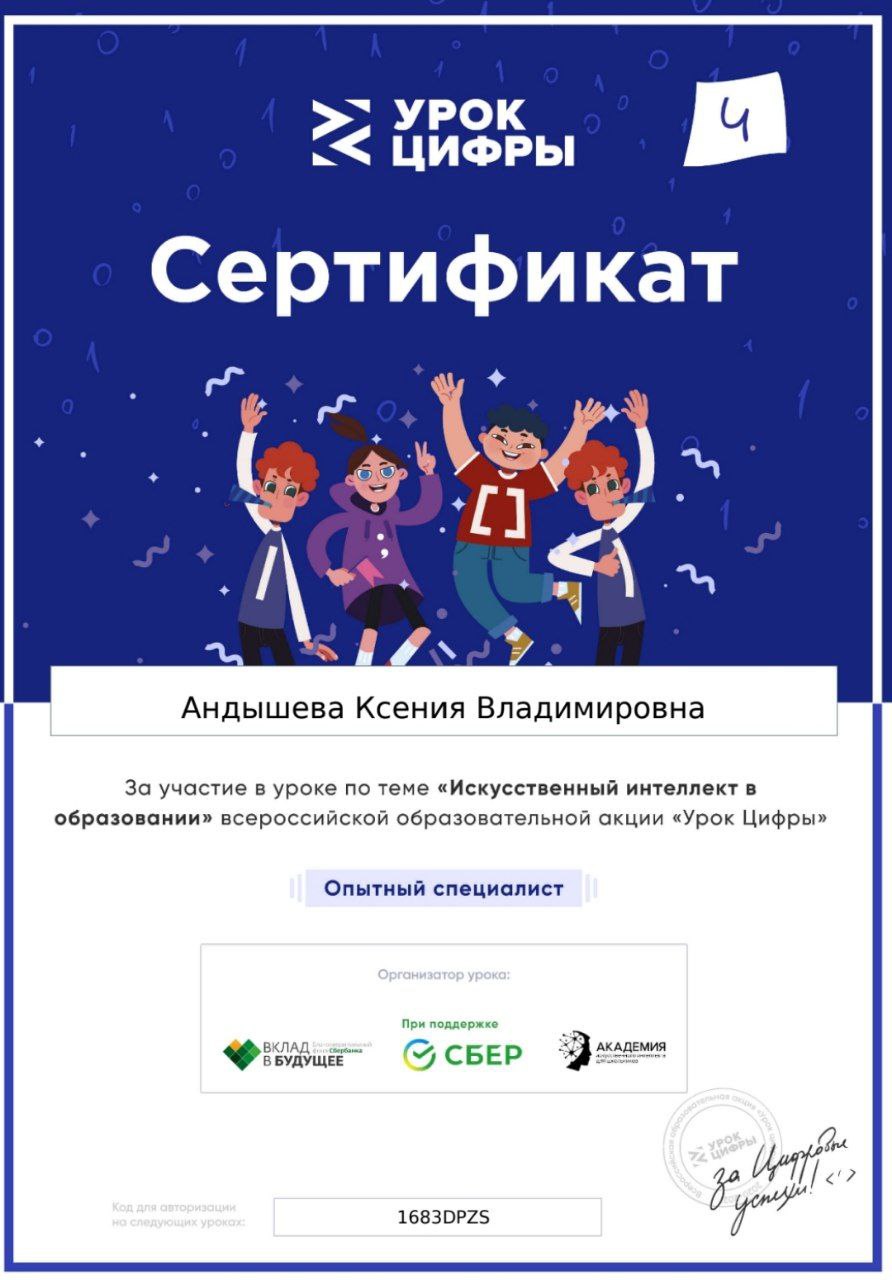 УРОК
ЦИФРЫ
Ч
Сертификат
Андышева Ксения Владимировна
За участие в уроке по теме «Искусственный интеллект в
образовании» всероссийской образовательной акции «Урок Цифры»
Опытный специалист
Организатор урока:
ВКЛАД
В БУДУЩЕЕ
Благотворительный
фонд Сбербанка
При поддержке
СБЕР
АКАДЕМИЯ
искусственного интеллекта
для школьников
Всероссийская образовательная акция «Урок
УРОК
ЦИФРЫ
за Цифровые
успехи! <'>
Код для авторизации
на следующих уроках:
1683DPZS